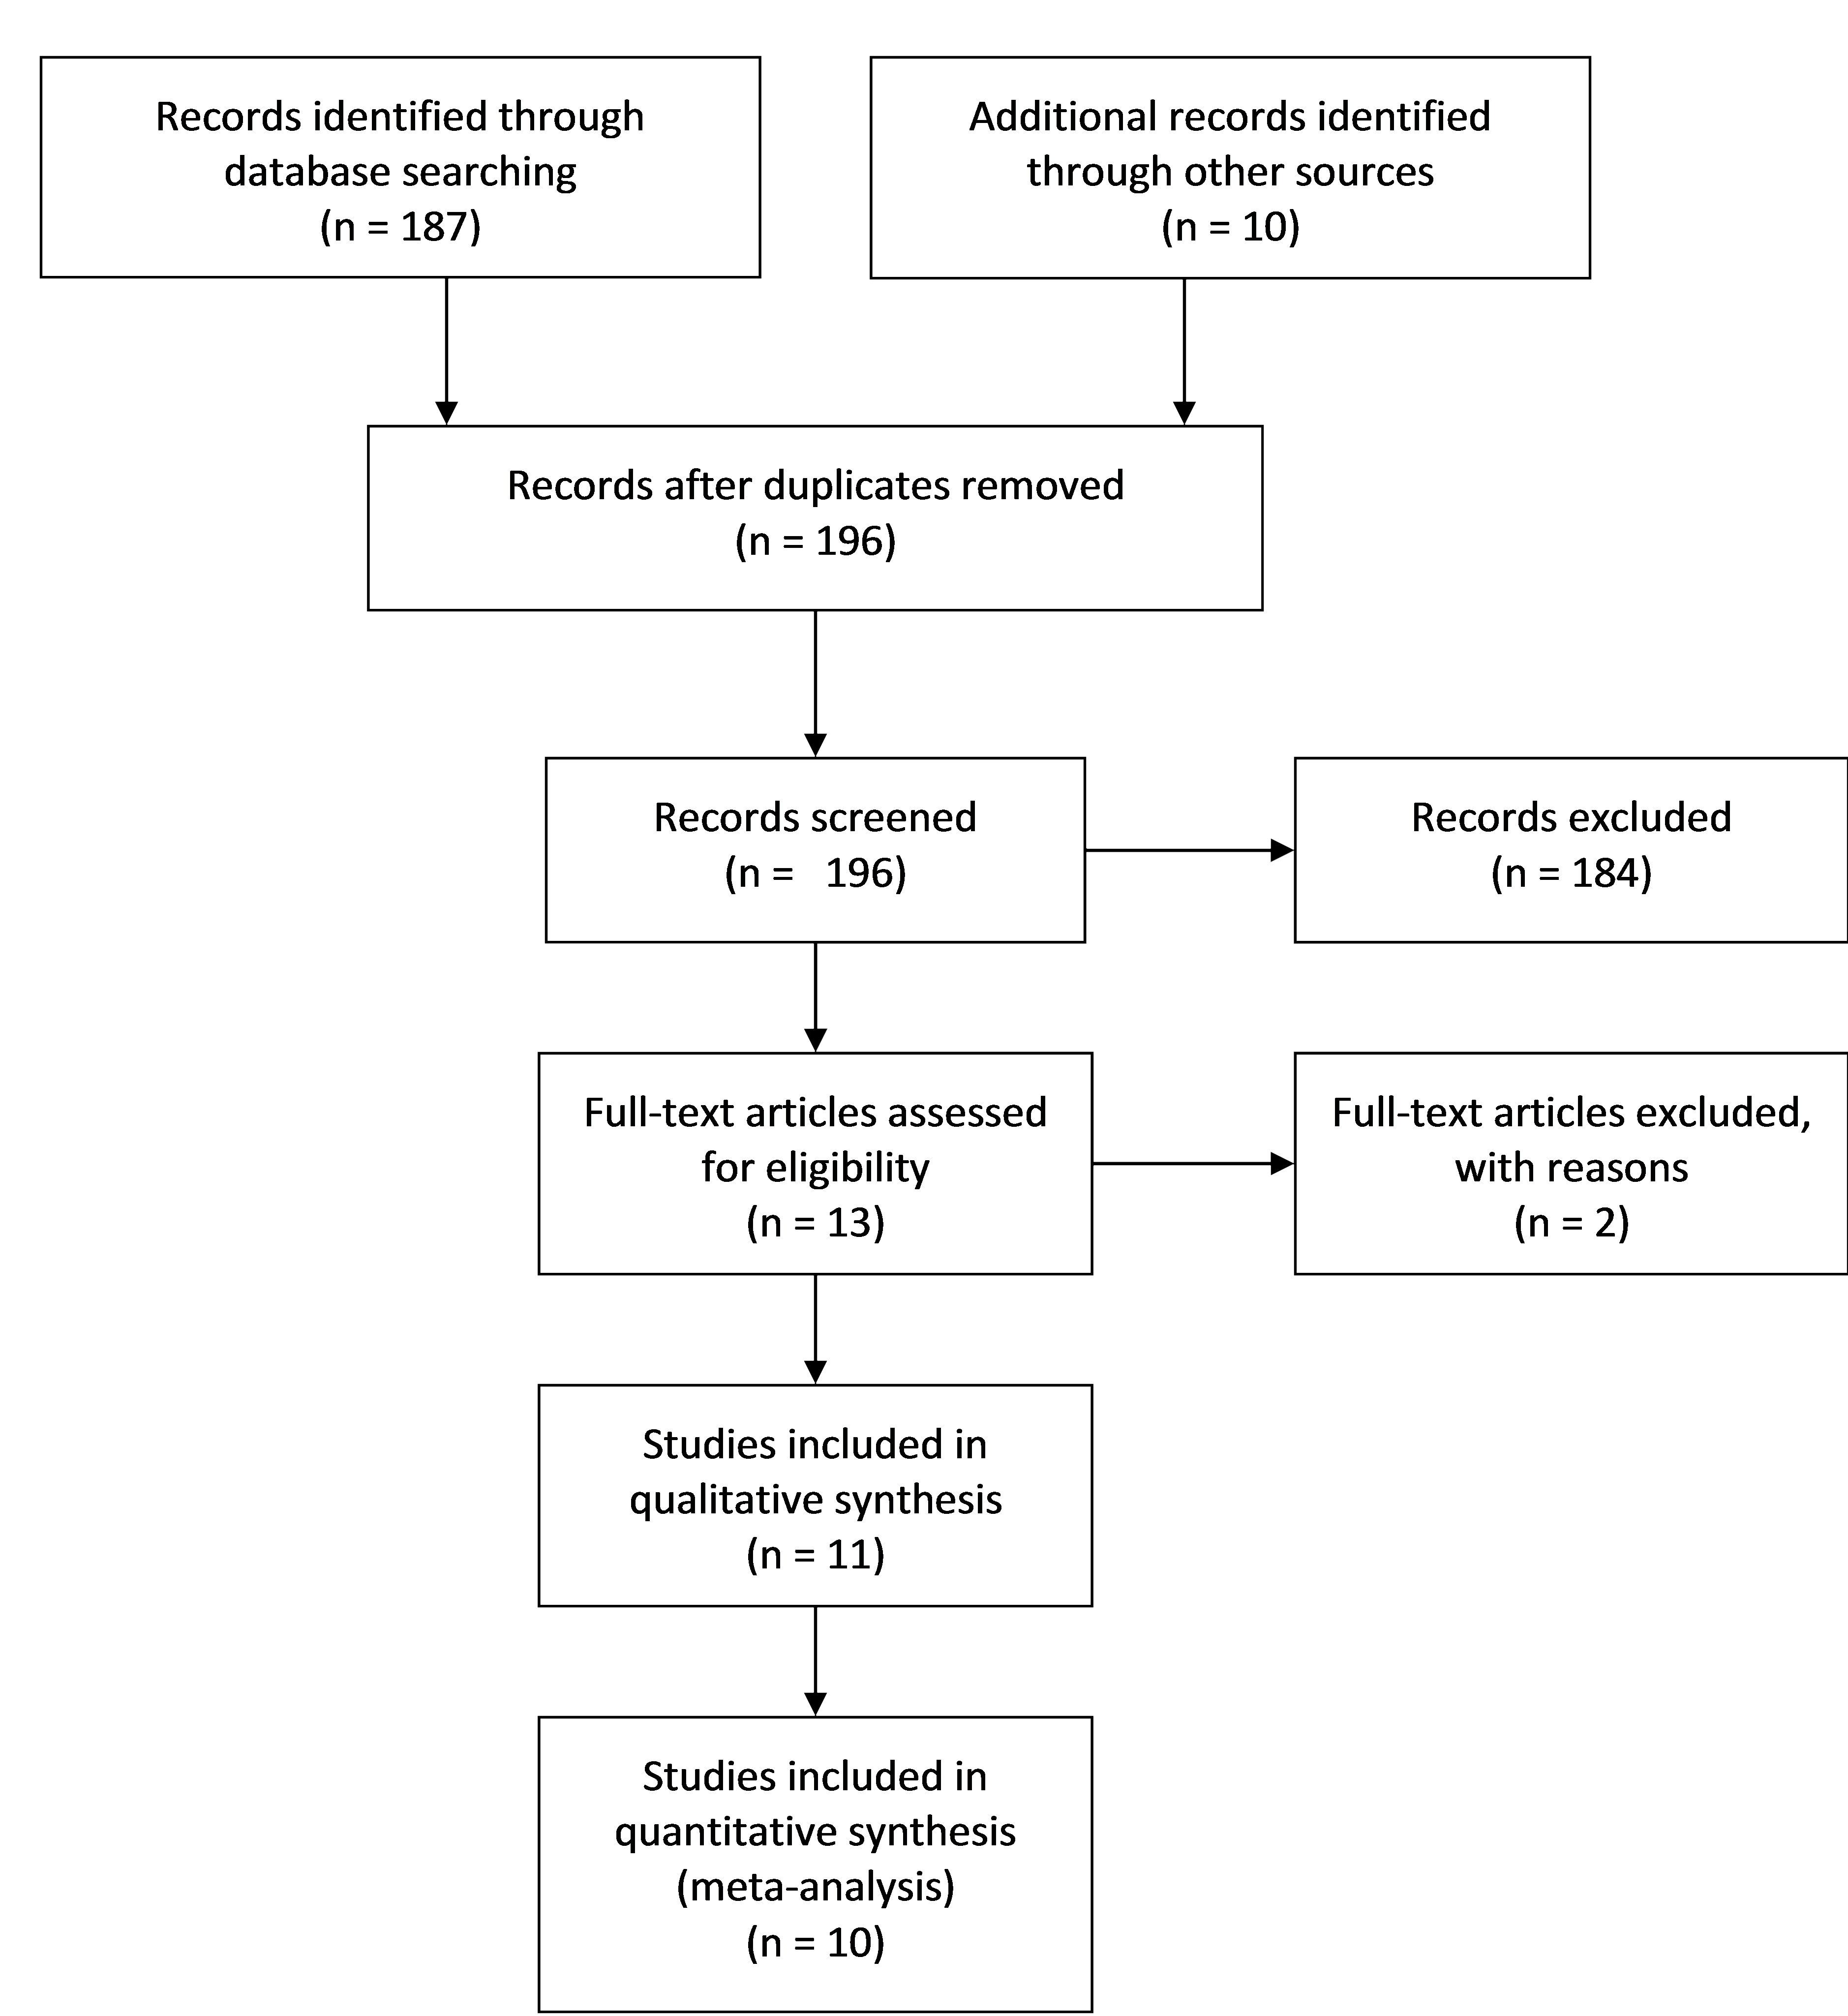 Records identified through
database searching
(n = 187)
Additional records identified
through other sources
(n = 10)
Records after duplicates removed
(n = 196)
Records screened
(n =   196)
Records excluded
(n = 184)
Full-text articles assessed
for eligibility
(n = 13)
Full-text articles excluded,
with reasons
(n = 2)
Studies included in
qualitative synthesis
(n = 11)
Studies included in
quantitative synthesis
(meta-analysis)
(n = 10)